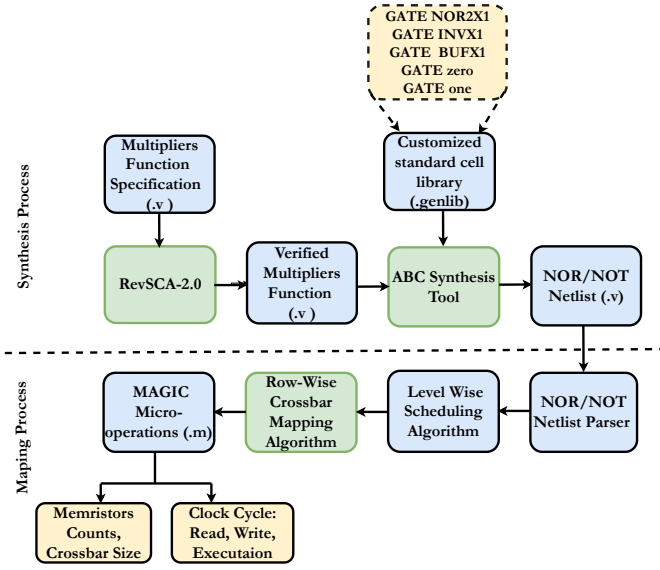 GATE NOR2X1
GATE INVX1
GATE BUFX1
GATE zero
GATE one
Synthesis Process
Multipliers
Function
Specification
(.v )
Customized
standard cell
library
(.genlib)
RevSCA-2.0
Verified
Multipliers
Function
(.v )
ABC Synthesis
Tool
NOR/NOT
Netlist (.v)
Maping Process
MAGIC
Micro-
operations (.m)
Row-Wise
Crossbar
Mapping
Algorithm
Level Wise
Scheduling
Algorithm
NOR/NOT
Netlist Parser
Memristors
Counts,
Crossbar Size
Clock Cycle:
Read, Write,
Executaion